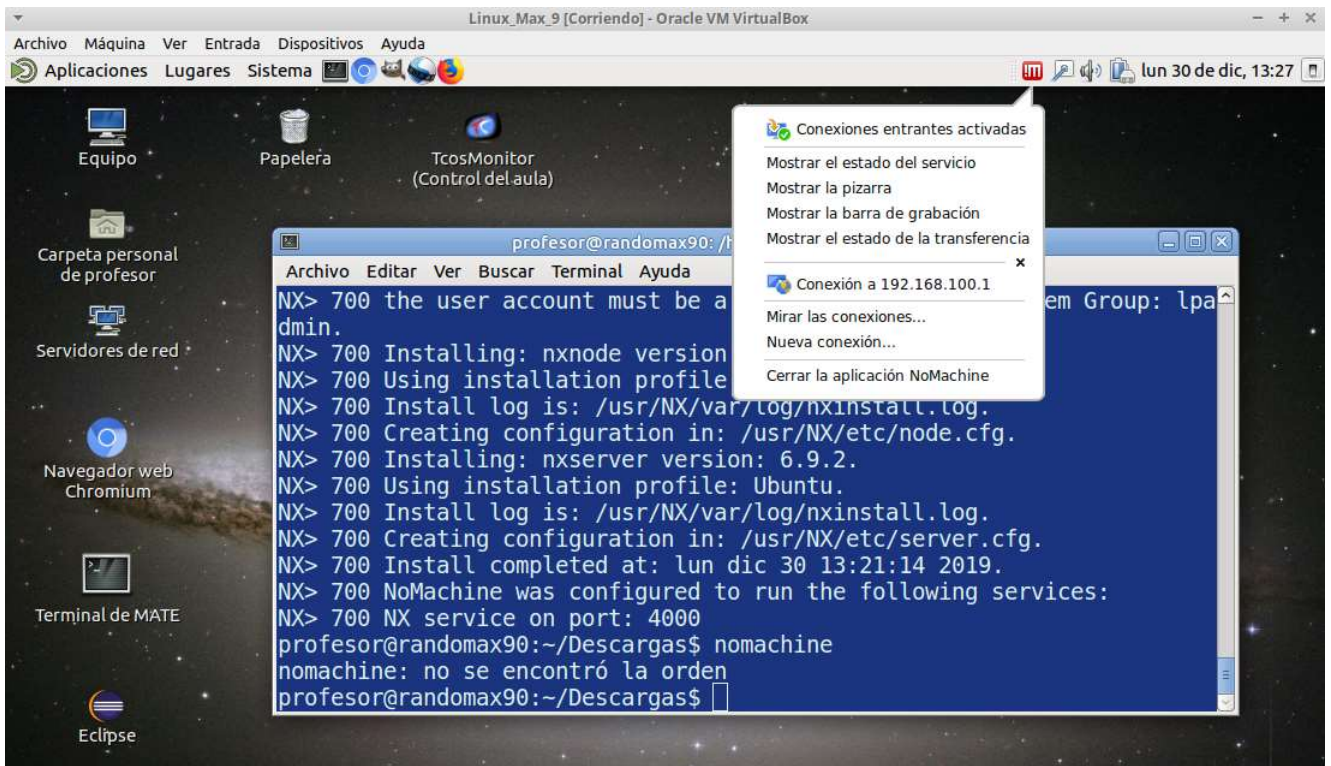 Linux_Max_9 [Corriendo] - Oracle VM VirtualBox
Archivo Máquina Ver Entrada Dispositivos Ayuda
Aplicaciones Lugares Sistema
lun 30 de dic, 13:27
Equipo
Papelera
TcosMonitor
(Control del aula)
Carpeta personal
de profesor
Servidores de red
Navegador web
Chromium
Terminal de MATE
Eclipse
Conexiones entrantes activadas
Mostrar el estado del servicio
Mostrar la pizarra
Mostrar la barra de grabación
Mostrar el estado de la transferencia
Conexión a 192.168.100.1
Mirar las conexiones...
Nueva conexión...
Cerrar la aplicación NoMachine
profesor@randomax90: /h
Archivo Editar Ver Buscar Terminal Ayuda
NX> 700 the user account must be a em Group: lpa
dmin.
NX> 700 Installing: nxnode version
NX> 700 Using installation profile
NX> 700 Install log is: /usr/NX/var/log/nxinstall.log.
NX> 700 Creating configuration in: /usr/NX/etc/node.cfg.
NX> 700 Installing: nxserver version: 6.9.2.
NX> 700 Using installation profile: Ubuntu.
NX> 700 Install log is: /usr/NX/var/log/nxinstall.log.
NX> 700 Creating configuration in: /usr/NX/etc/server.cfg.
NX> 700 Install completed at: lun dic 30 13:21:14 2019.
NX> 700 NoMachine was configured to run the following services:
NX> 700 NX service on port: 4000
profesor@randomax90:~/Descargas$ nomachine
nomachine: no se encontró la orden
profesor@randomax90:~/Descargas$